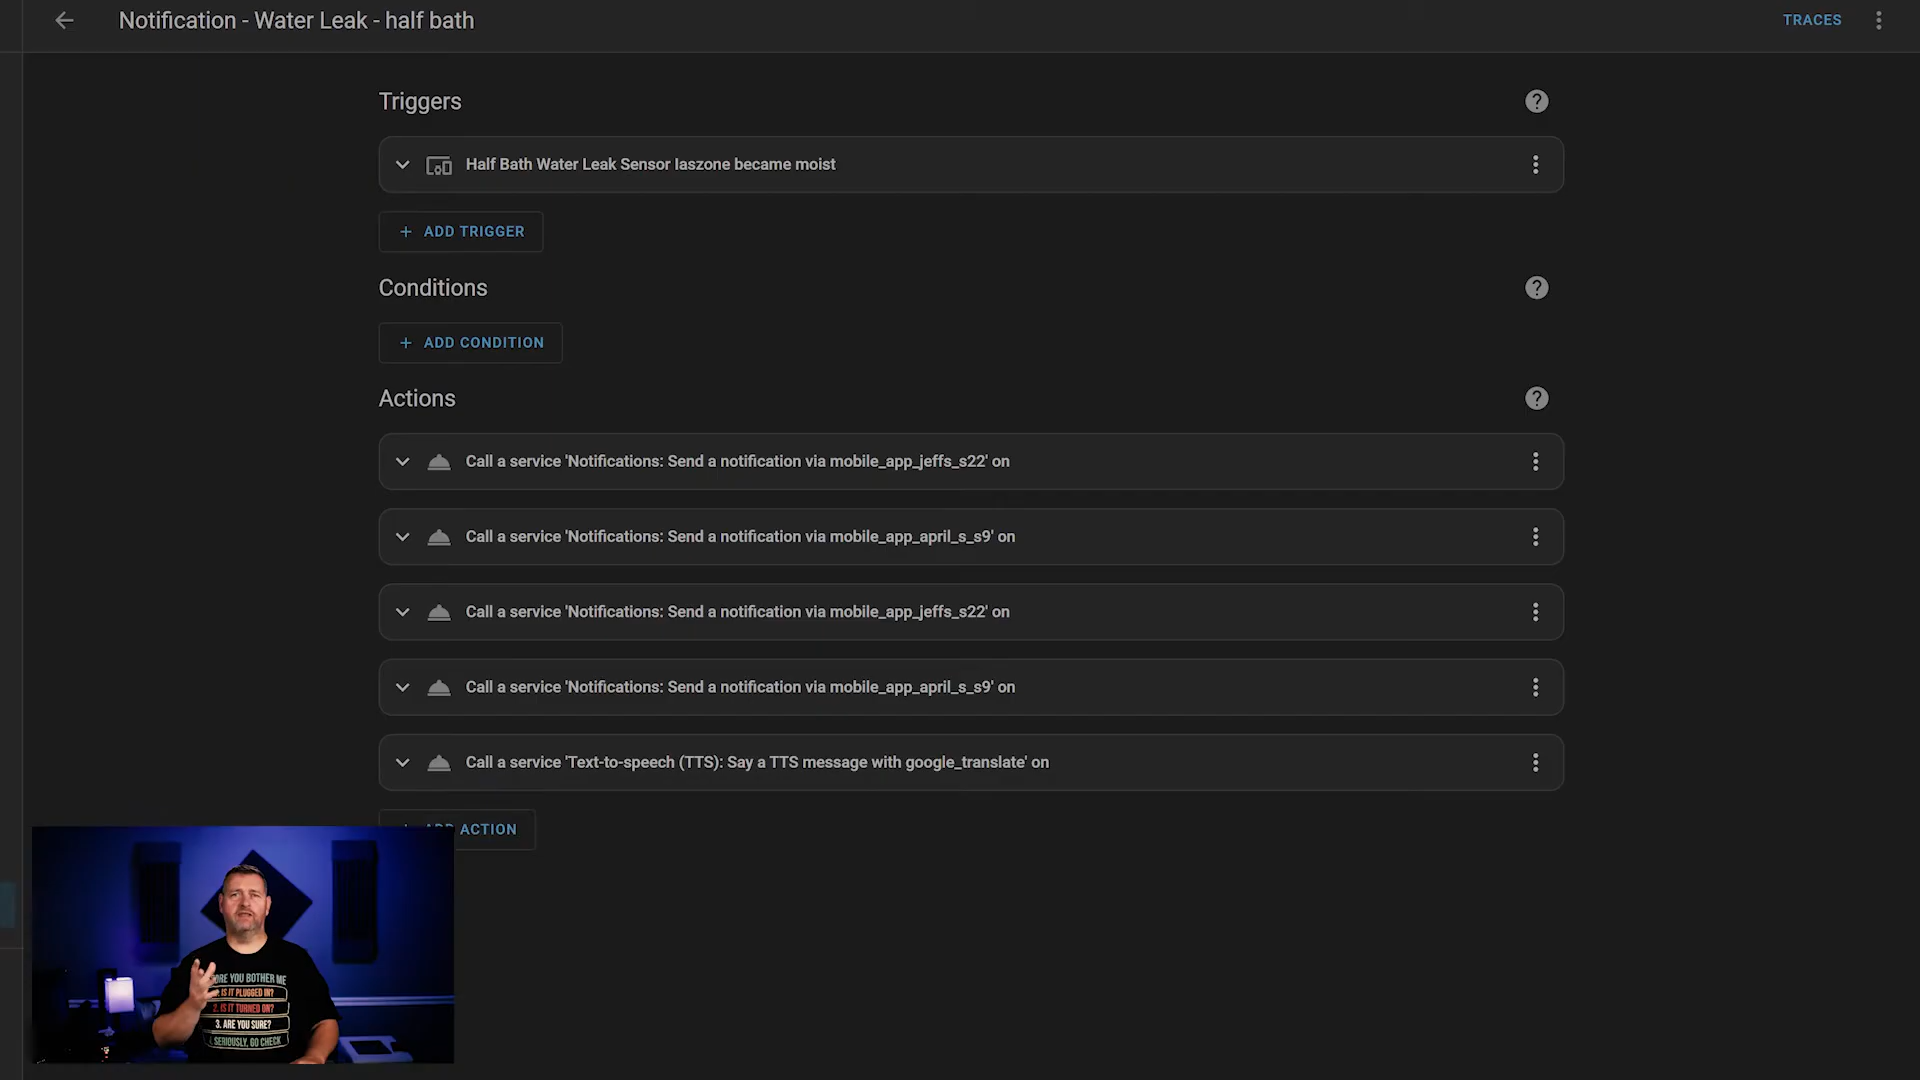 Notification - Water Leak - half bath
TRACES
Triggers
Half Bath Water Leak Sensor Iaszone became moist
+ ADD TRIGGER
Conditions
+ ADD CONDITION
Actions
Call a service 'Notifications: Send a notification via mobile_app_jeffs_s22' on
Call a service 'Notifications: Send a notification via mobile_app_april_s_s9' on
Call a service 'Notifications: Send a notification via mobile_app_jeffs_s22' on
Call a service 'Notifications: Send a notification via mobile_app_april_s_s9' on
Call a service 'Text-to-speech (TTS): Say a TTS message with google_translate' on
ADD ACTION
YOU BOTHER ME
IS IT PLUGGED IN?
2. IS IT TURNED ON?
3. ARE YOU SURE?
SERIOUSLY, GO CHECK